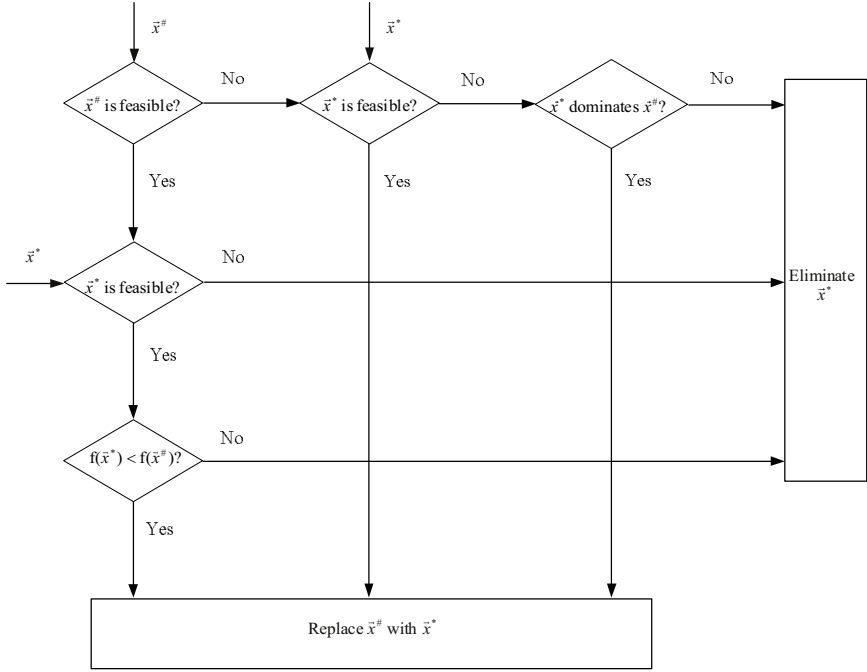 x⃗#
x⃗*
x⃗# is feasible?
No
x⃗* is feasible?
No
x⃗* dominates x⃗#?
No
Yes
Yes
Yes
x⃗*
x⃗* is feasible?
No
Eliminate
x⃗*
Yes
f(x⃗*) < f(x⃗#)?
No
Yes
Replace x⃗# with x⃗*